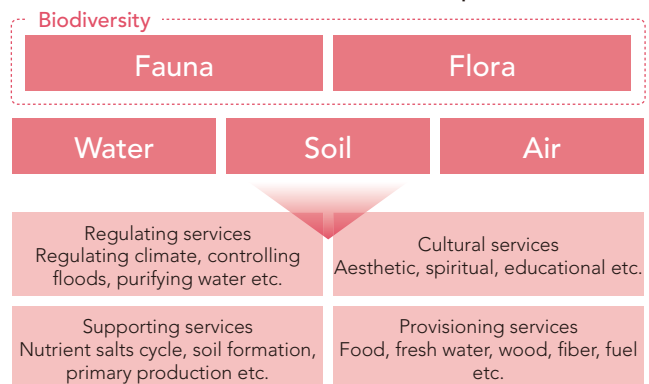 Biodiversity
Fauna
Flora
Water
Soil
Air
Regulating services
Regulating climate, controlling
floods, purifying water etc.
Cultural services
Aesthetic, spiritual, educational etc.
Supporting services
Nutrient salts cycle, soil formation,
primary production etc.
Provisioning services
Food, fresh water, wood, fiber, fuel
etc.